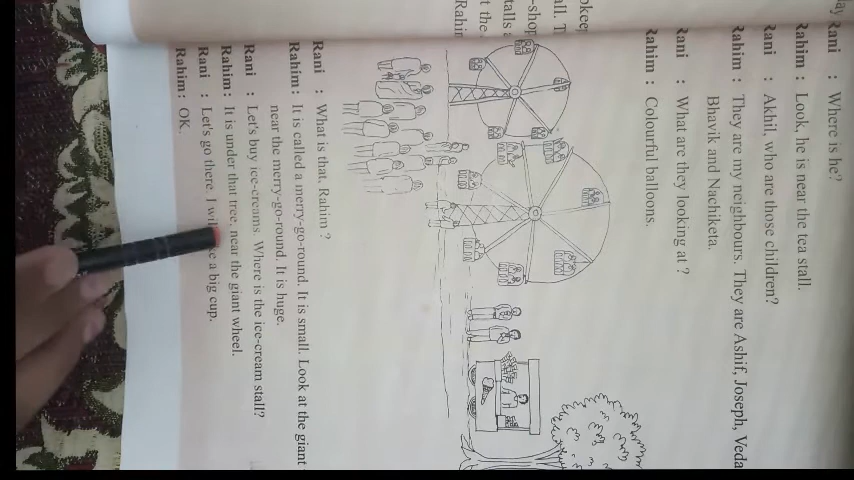 Rani : Where is he?
Rahim : Look, he is near the tea stall.
Rani : Akhil, who are those children?
Rahim : They are my neighbours. They are Ashif, Joseph, Veda
Bhavik and Nachiketa.
Rani : What are they looking at ?
Rahim : Colourful balloons.
Rani : What is that, Rahim ?
Rahim : It is called a merry-go-round. It is small. Look at the giant
near the merry-go-round. It is huge.
Rani : Let's buy ice-creams. Where is the ice-cream stall?
Rahim : It is under that tree, near the giant wheel.
Rani : Let's go there. I a big cup.
Rahim : OK.